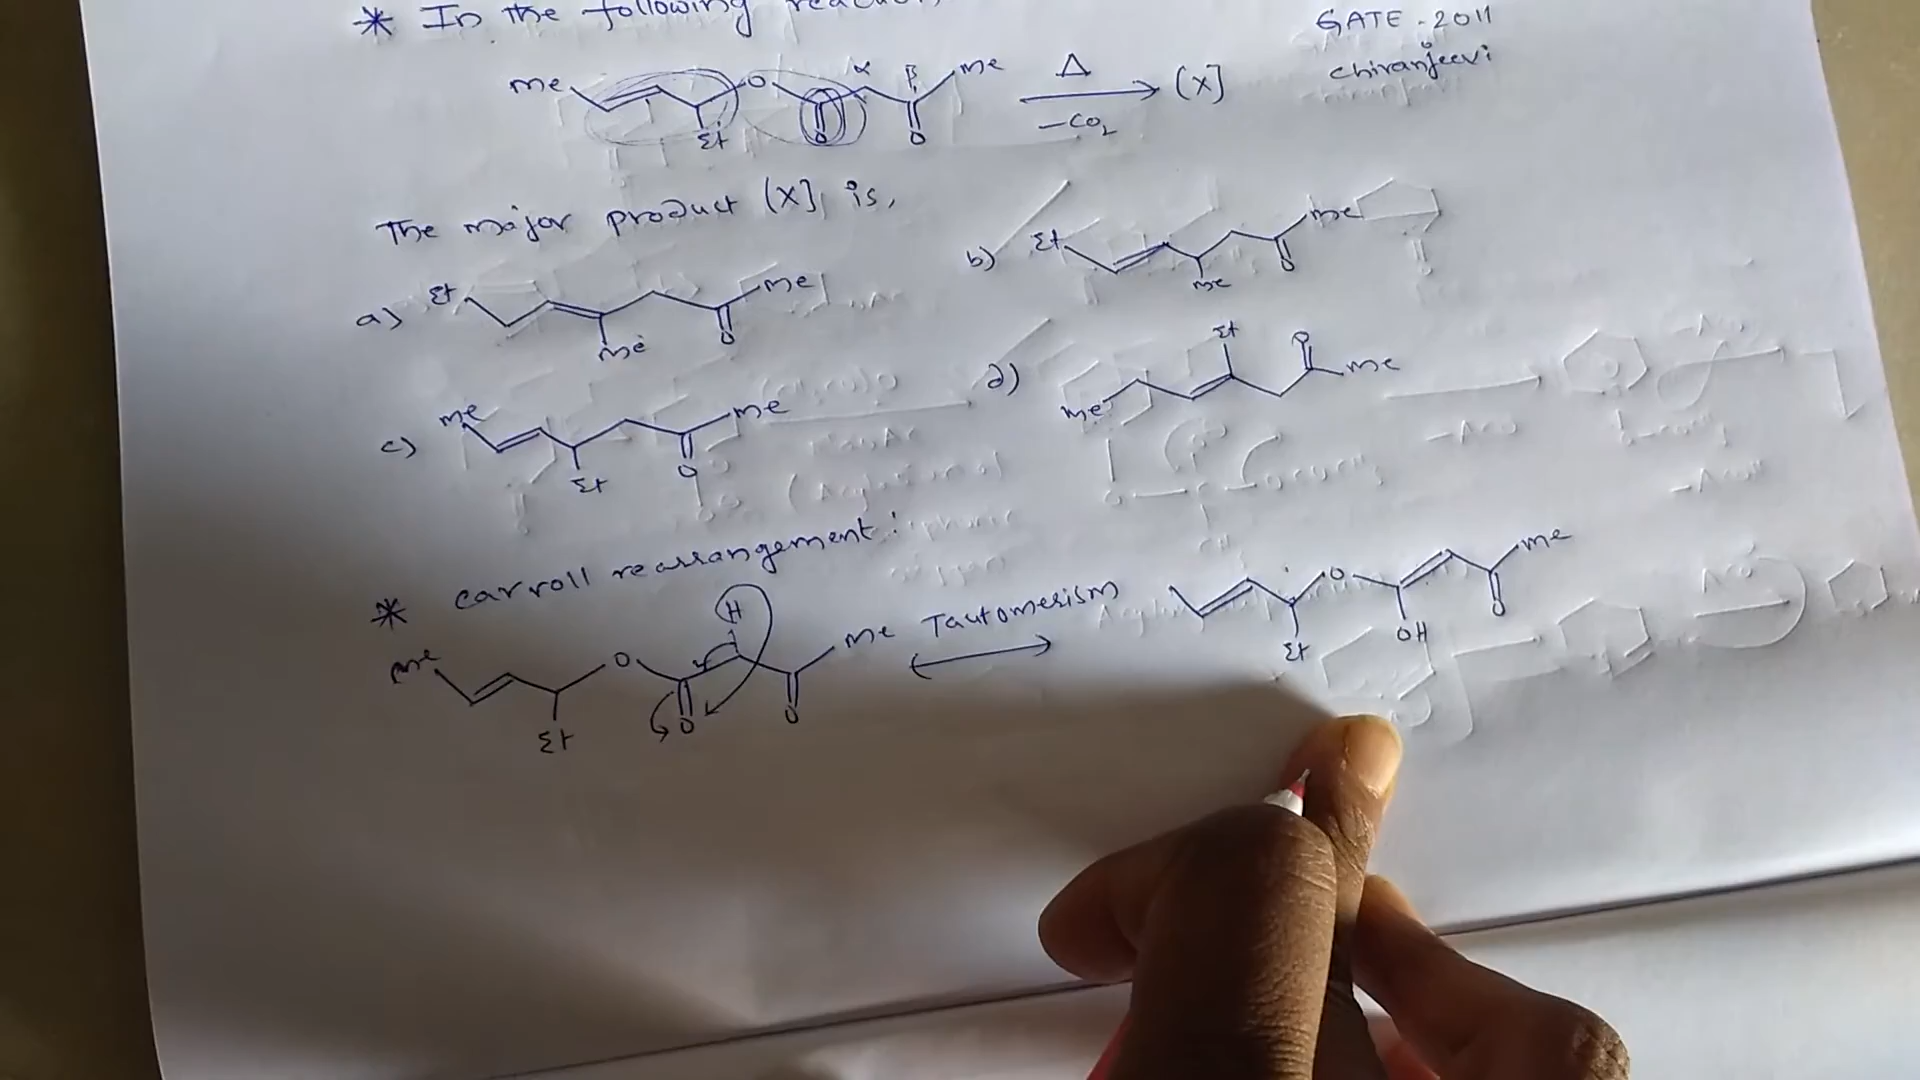 * In the following reaction,
GATE-2011
chiranjeevi
Me O α β Me Δ (X]
Et O O -CO2
The major product (X], is,
a) Et Me O Me
b) Et Me O Me
c) Me Et O Me
d) Me Et O Me
* carroll rearrangement:
Me Et O H O O Me Tautomerism Et O OH O Me